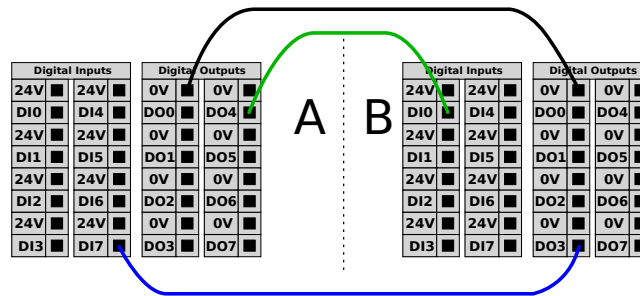 Digital Inputs Digital Outputs Digital Inputs Digital Outputs
24V 24V 0V 0V 24V 24V 0V 0V
DI0 DI4 DO0 DO4 A B DI0 DI4 DO0 DO4
24V 24V 0V 0V 24V 24V 0V 0V
DI1 DI5 DO1 DO5 DI1 DI5 DO1 DO5
24V 24V 0V 0V 24V 24V 0V 0V
DI2 DI6 DO2 DO6 DI2 DI6 DO2 DO6
24V 24V 0V 0V 24V 24V 0V 0V
DI3 DI7 DO3 DO7 DI3 DI7 DO3 DO7